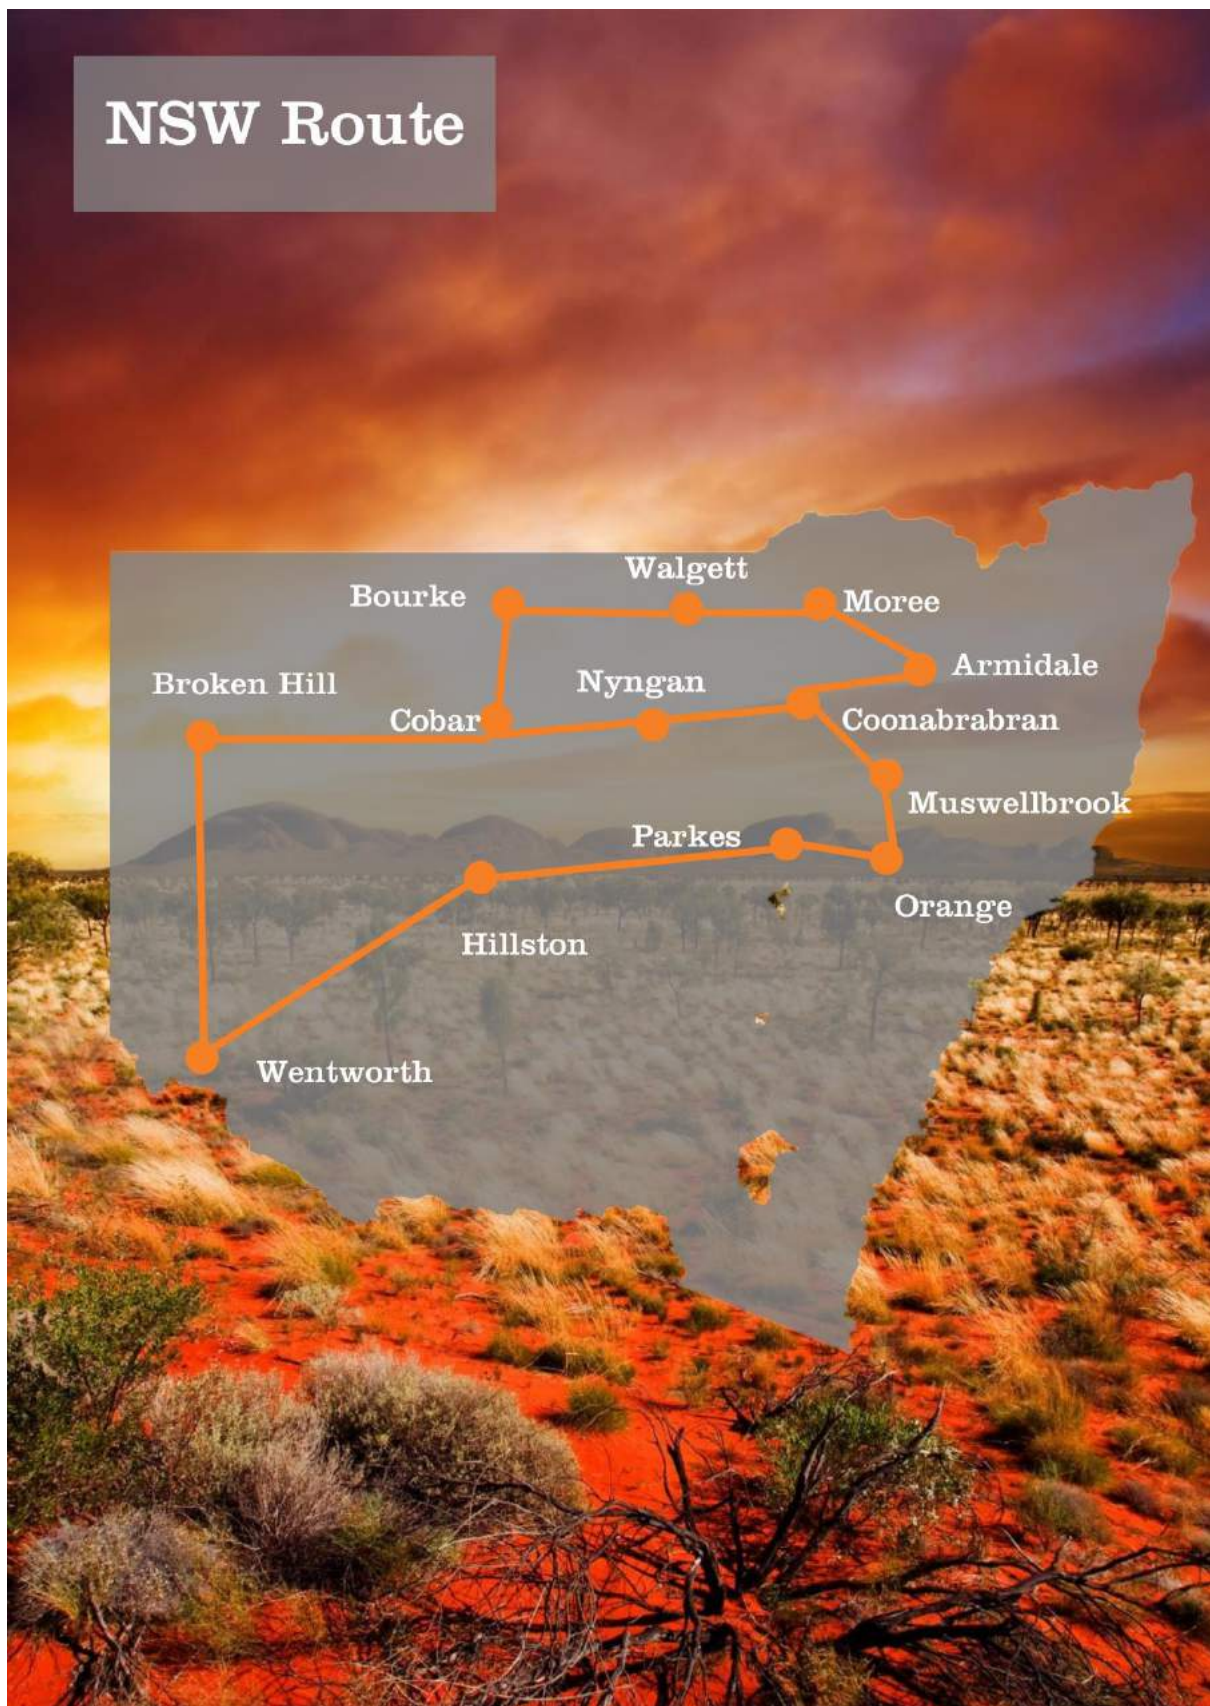 NSW Route
Walgett
Bourke
Moree
Armidale
Broken Hill
Nyngan
Cobar
Coonabrabran
Muswellbrook
Parkes
Orange
Hillston
Wentworth